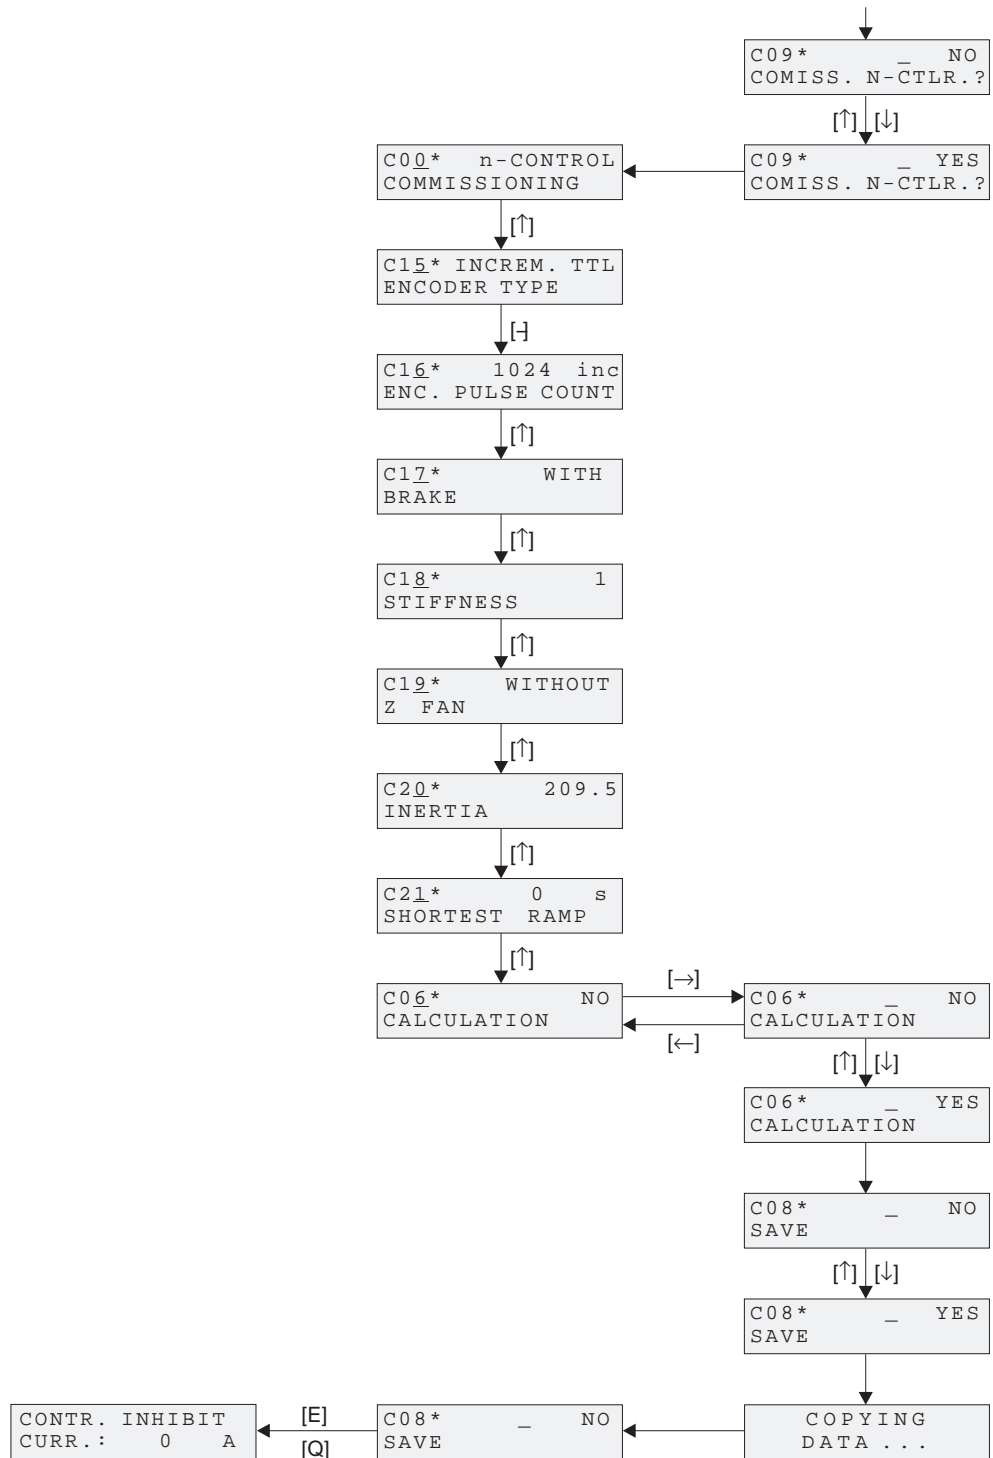 C09* _ NO
COMISS. N-CTLR.?
[↑] [↓]
C00* n-CONTROL
COMMISSIONING
C09* _ YES
COMISS. N-CTLR.?
[↑]
C15* INCREM. TTL
ENCODER TYPE
C16* 1024 inc
ENC. PULSE COUNT
[↑]
C17* WITH
BRAKE
[↑]
C18* 1
STIFFNESS
[↑]
C19* WITHOUT
Z FAN
[↑]
C20* 209.5
INERTIA
[↑]
C21* 0 s
SHORTEST RAMP
[↑]
C06* NO
CALCULATION
[→]
[←]
C06* _ NO
CALCULATION
[↑] [↓]
C06* _ YES
CALCULATION
C08* _ NO
SAVE
[↑] [↓]
C08* _ YES
SAVE
CONTR. INHIBIT
CURR.: 0 A
[E]
[Q]
C08* _ NO
SAVE
COPYING
DATA ...